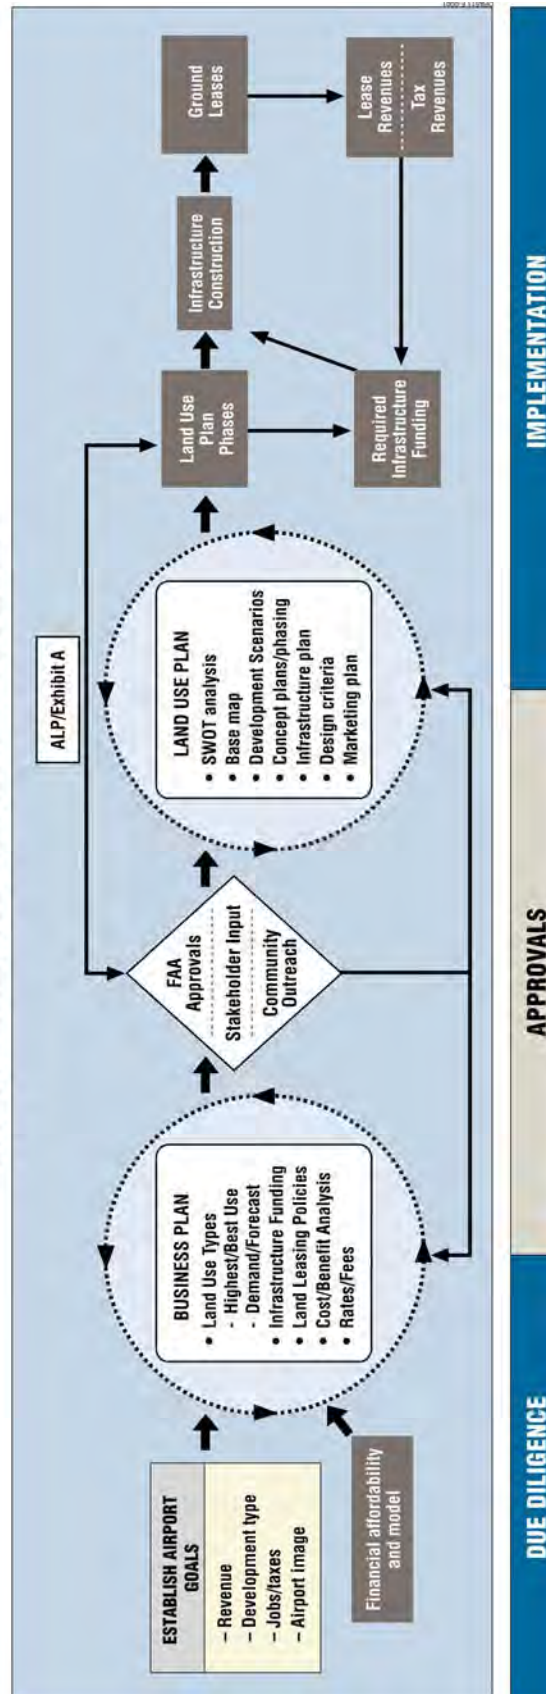 ESTABLISH AIRPORT
GOALS
– Revenue
– Development type
– Jobs/taxes
– Airport image
Financial affordability
and model
BUSINESS PLAN
• Land Use Types
- Highest/Best Use
- Demand/Forecast
• Infrastructure Funding
• Land Leasing Policies
• Cost/Benefit Analysis
• Rates/Fees
FAA
Approvals
Stakeholder Input
Community
Outreach
ALP/Exhibit A
LAND USE PLAN
• SWOT analysis
• Base map
• Development Scenarios
• Concept plans/phasing
• Infrastructure plan
• Design criteria
• Marketing plan
Land Use
Plan
Phases
Infrastructure
Construction
Ground
Leases
Required
Infrastructure
Funding
Lease
Revenues
Tax
Revenues
DUE DILIGENCE
APPROVALS
IMPLEMENTATION